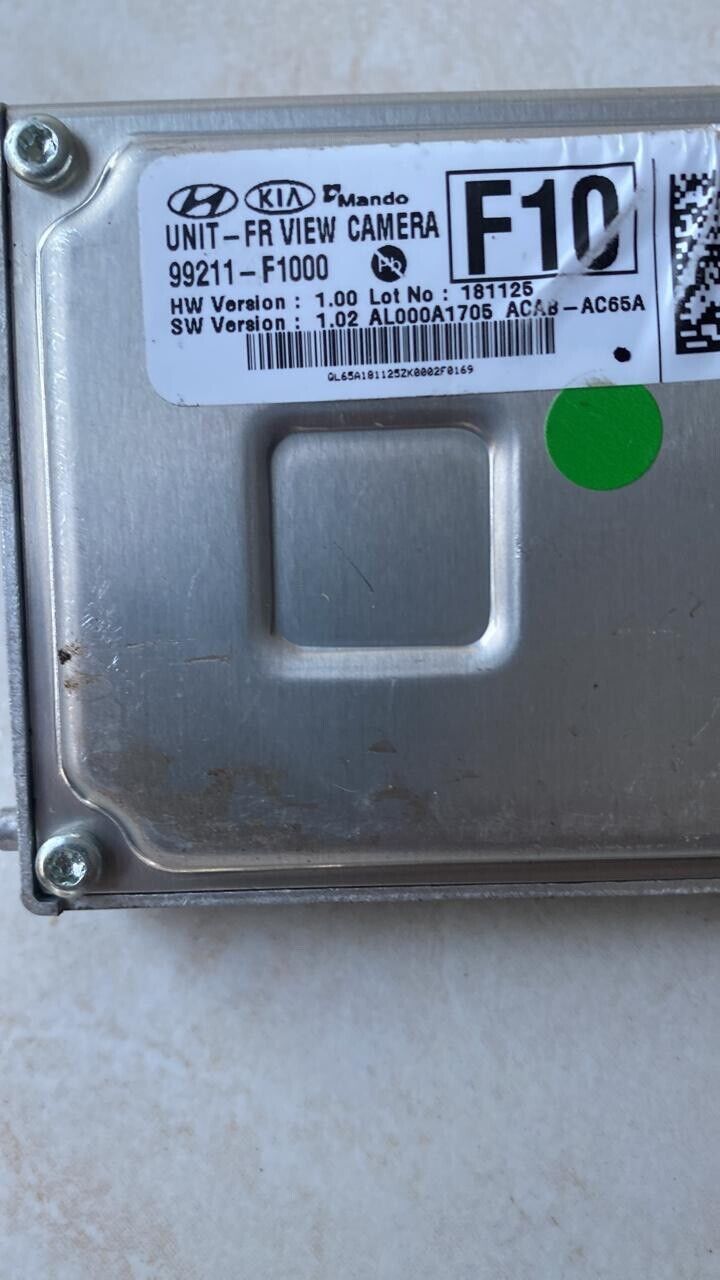 KIA Mando
UNIT-FR VIEW CAMERA
99211-F1000
F10
HW Version : 1.00 Lot No : 181125
SW Version : 1.02 AL000A1705 ACAB-AC65A
QL65A181125ZK0002F0169